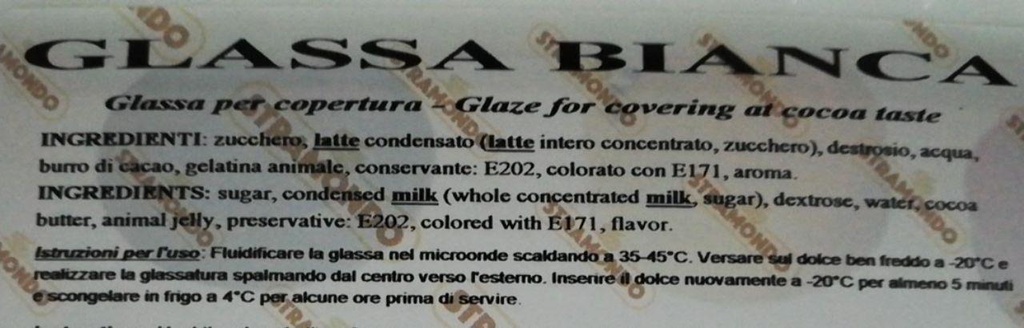 GLASSA BIANCA
Glassa per copertura - Glaze for covering at cocoa taste
INGREDIENTI: zucchero, latte condensato (latte intero concentrato, zucchero), destrosio, acqua,
burro di cacao, gelatina animale, conservante: E202, colorato con E171, aroma.
INGREDIENTS: sugar, condensed milk (whole concentrated milk, sugar), dextrose, water, cocoa
butter, animal jelly, preservative: E202, colored with E171, flavor.
Istruzioni per l'uso: Fluidificare la glassa nel microonde scaldando a 35-45°C. Versare sul dolce ben freddo a -20°C e
realizzare la glassatura spalmando dal centro verso l'esterno. Inserire il dolce nuovamente a -20°C per almeno 5 minuti
e scongelare in frigo a 4°C per alcune ore prima di servire.